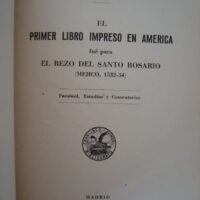 EL
PRIMER LIBRO IMPRESO EN AMERICA
fué para
EL REZO DEL SANTO ROSARIO
(MEJICO, 1532-34)
Facsímil, Estudios y Comentarios
MADRID